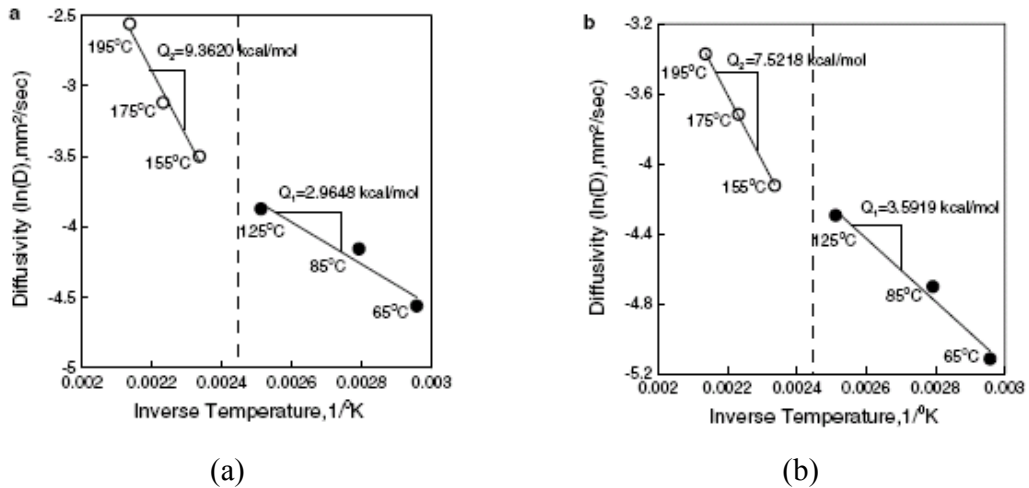 a
Diffusivity (ln(D),mm²/sec)
-2.5
-3
-3.5
-4
-4.5
-5
195°C
175°C
155°C
Q₂=9.3620 kcal/mol
Q₁=2.9648 kcal/mol
125°C
85°C
65°C
0.002 0.0022 0.0024 0.0026 0.0028 0.003
Inverse Temperature,1/°K
(a)
b
Diffusivity (ln(D),mm²/sec)
-3.2
-3.6
-4
-4.4
-4.8
-5.2
195°C
175°C
155°C
Q₂=7.5218 kcal/mol
Q₁=3.5919 kcal/mol
125°C
85°C
65°C
0.002 0.0022 0.0024 0.0026 0.0028 0.003
Inverse Temperature,1/⁰K
(b)